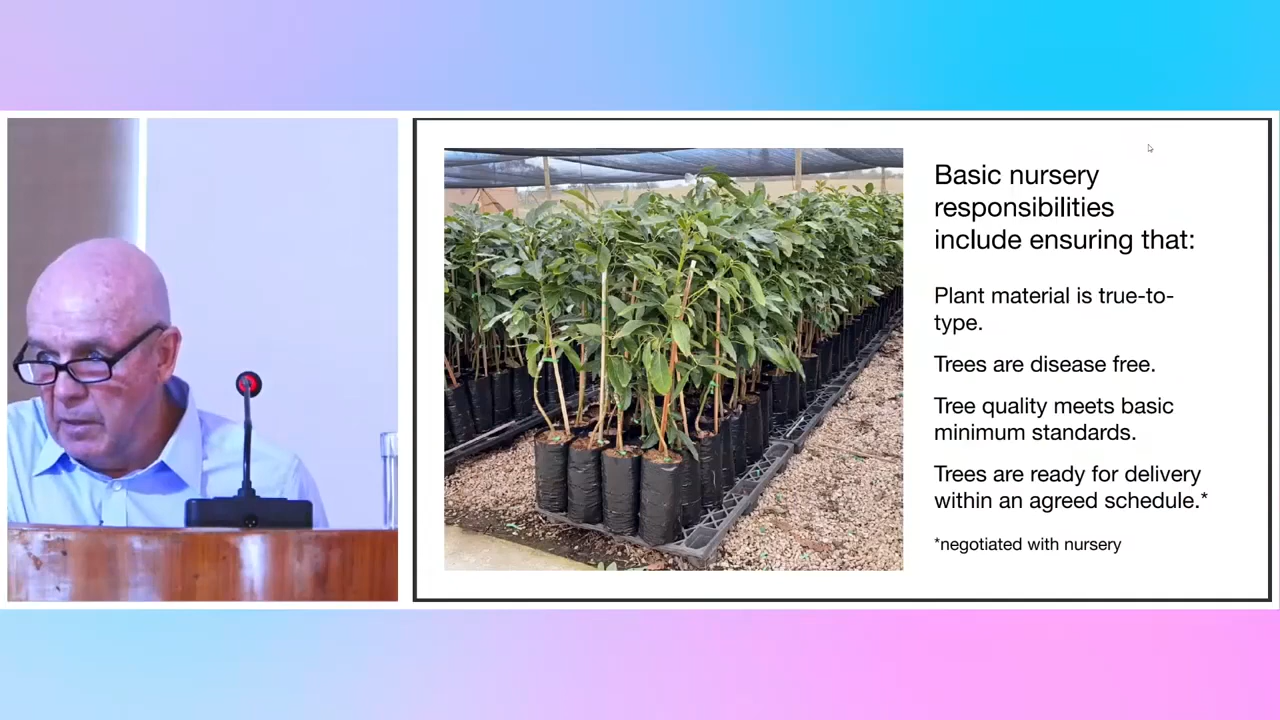 Basic nursery
responsibilities
include ensuring that:
Plant material is true-to-
type.
Trees are disease free.
Tree quality meets basic
minimum standards.
Trees are ready for delivery
within an agreed schedule.*
*negotiated with nursery